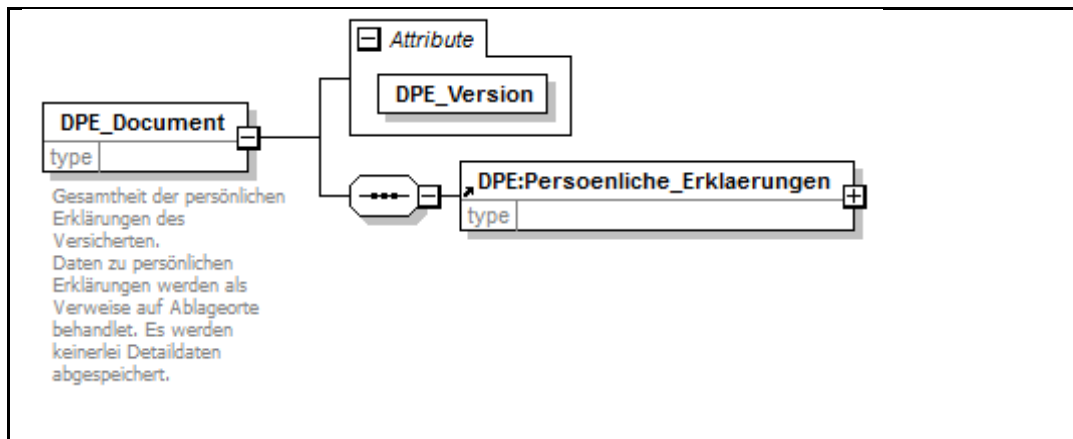 Attribute
DPE_Version
DPE_Document
type
Gesamtheit der persönlichen
Erklärungen des
Versicherten.
Daten zu persönlichen
Erklärungen werden als
Verweise auf Ablageorte
behandlet. Es werden
keinerlei Detaildaten
abgespeichert.
DPE:Persoenliche_Erklaerungen
type